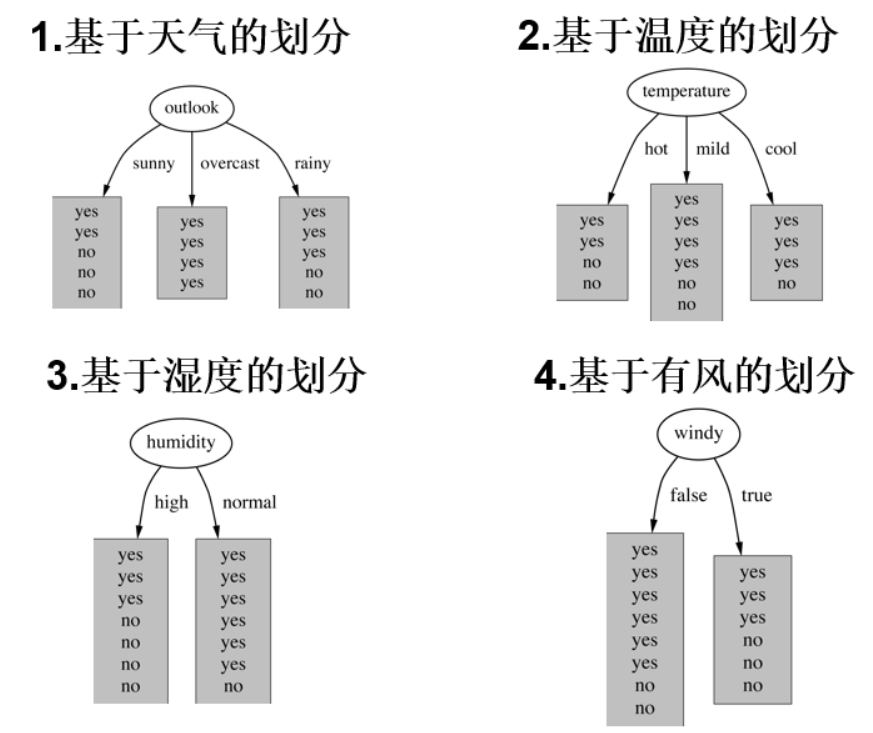 1.基于天气的划分
outlook
sunny
overcast
rainy
yes
yes
no
no
no
yes
yes
yes
yes
yes
yes
yes
no
no
2.基于温度的划分
temperature
hot
mild
cool
yes
yes
no
no
yes
yes
yes
yes
no
no
yes
yes
yes
no
3.基于湿度的划分
humidity
high
normal
yes
yes
yes
no
no
no
no
yes
yes
yes
yes
yes
yes
no
4.基于有风的划分
windy
false
true
yes
yes
yes
yes
yes
yes
no
no
yes
yes
yes
no
no
no